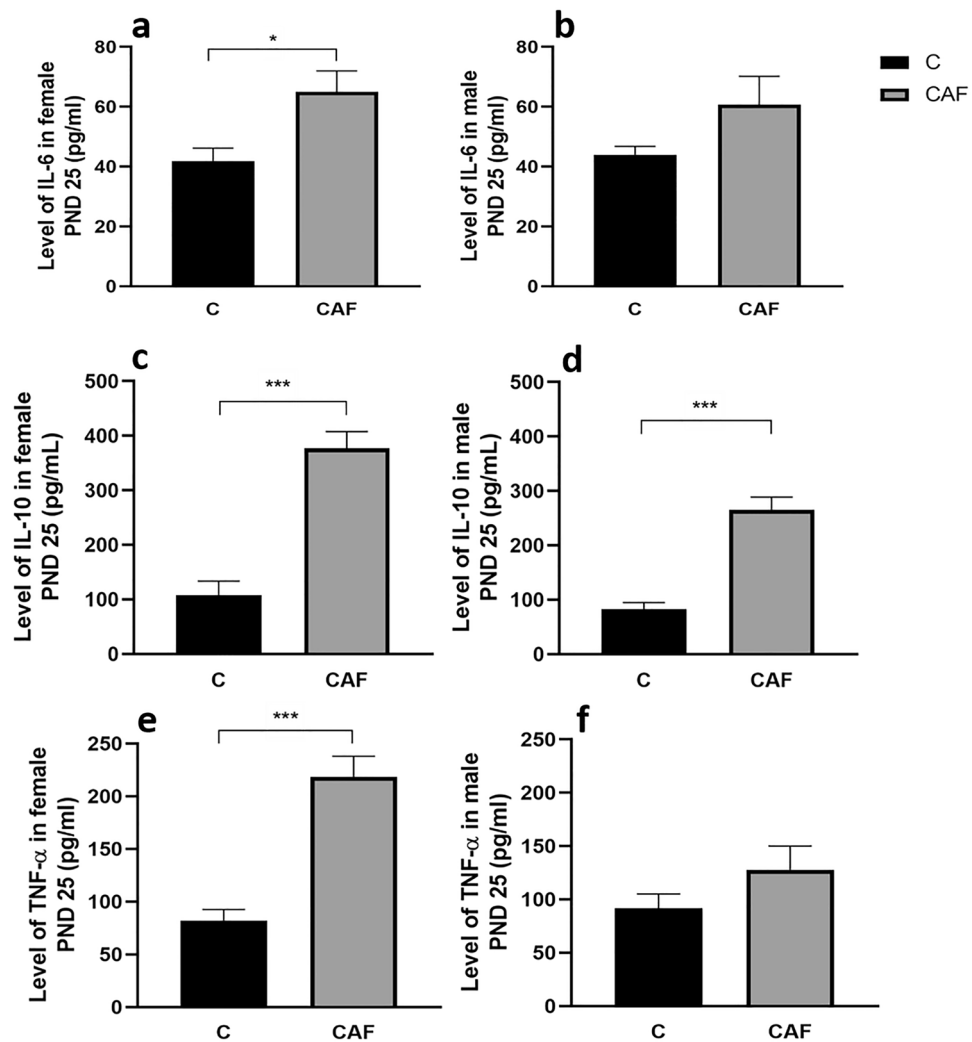 a
Level of IL-6 in female
PND 25 (pg/ml)
80
60
40
20
0
*
C
CAF
b
Level of IL-6 in male
PND 25 (pg/ml)
80
60
40
20
0
C
CAF
C
CAF
c
Level of IL-10 in female
PND 25 (pg/mL)
500
400
300
200
100
0
***
C
CAF
d
Level of IL-10 in male
PND 25 (pg/mL)
500
400
300
200
100
0
***
C
CAF
e
Level of TNF-α in female
PND 25 (pg/ml)
250
200
150
100
50
0
***
C
CAF
f
Level of TNF-α in male
PND 25 (pg/ml)
250
200
150
100
50
0
C
CAF